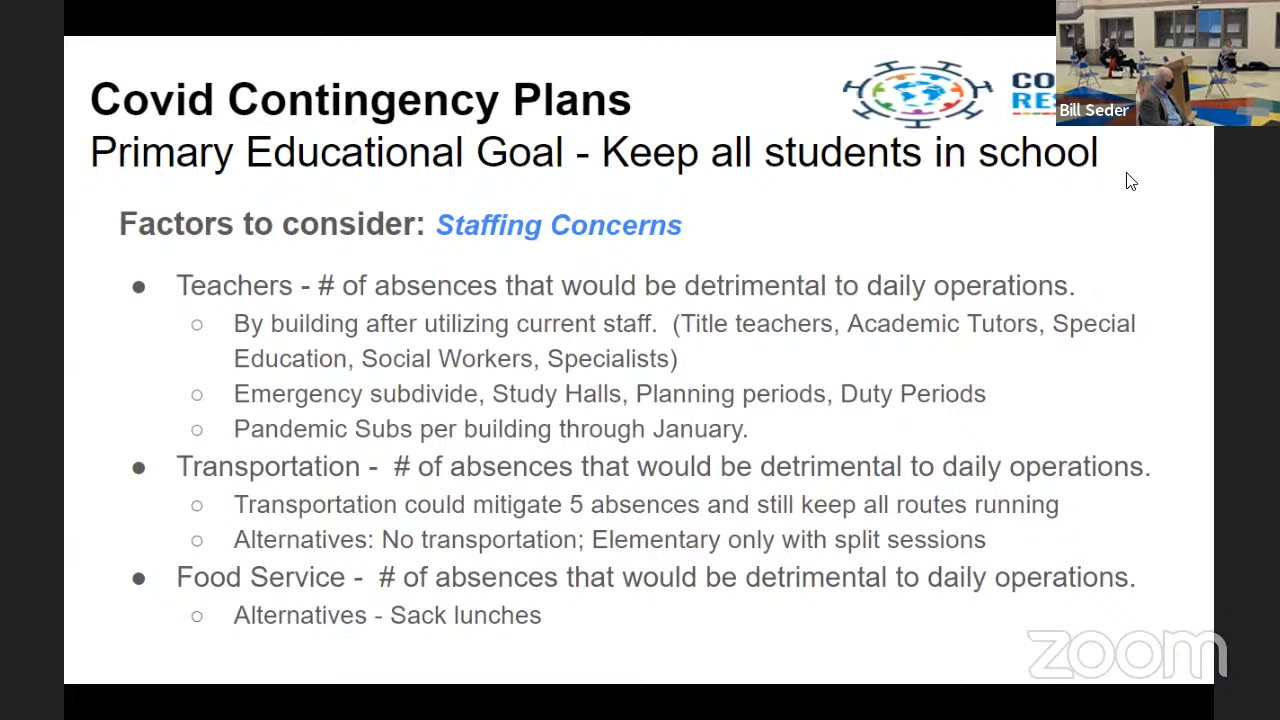 Covid Contingency Plans
Primary Educational Goal - Keep all students in school
CO
RES
Bill Seder
Factors to consider: Staffing Concerns
● Teachers - # of absences that would be detrimental to daily operations.
○ By building after utilizing current staff.  (Title teachers, Academic Tutors, Special
Education, Social Workers, Specialists)
○ Emergency subdivide, Study Halls, Planning periods, Duty Periods
○ Pandemic Subs per building through January.
● Transportation -  # of absences that would be detrimental to daily operations.
○ Transportation could mitigate 5 absences and still keep all routes running
○ Alternatives: No transportation; Elementary only with split sessions
● Food Service -  # of absences that would be detrimental to daily operations.
○ Alternatives - Sack lunches
zoom